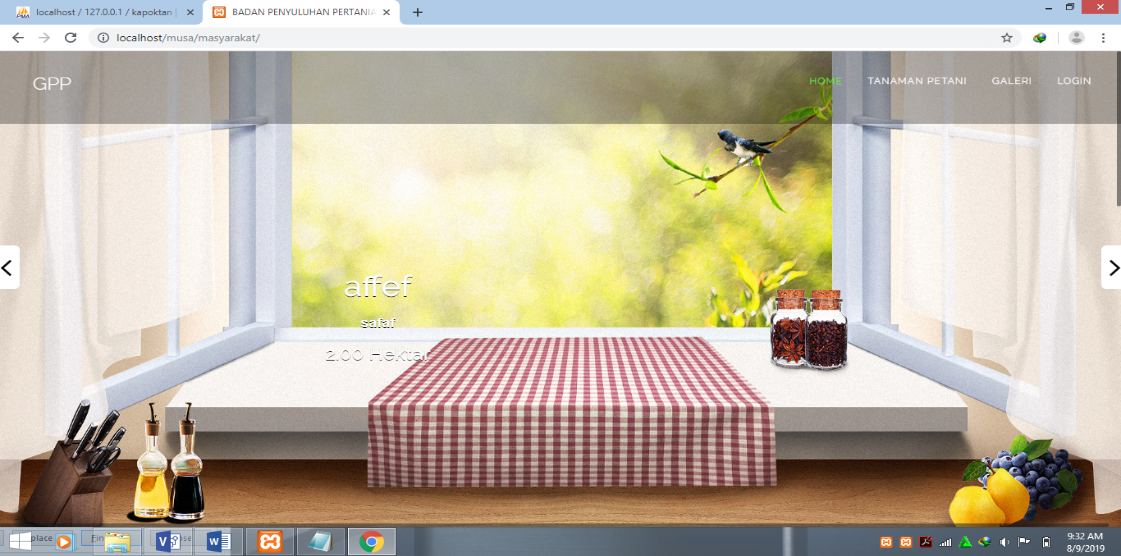 localhost / 127.0.0.1 / kapoktan |
BADAN PENYULUHAN PERTANIA
localhost/musa/masyarakat/
GPP
HOME TANAMAN PETANI GALERI LOGIN
affef
safaf
2.00 Hektar
place
9:32 AM
8/9/2019